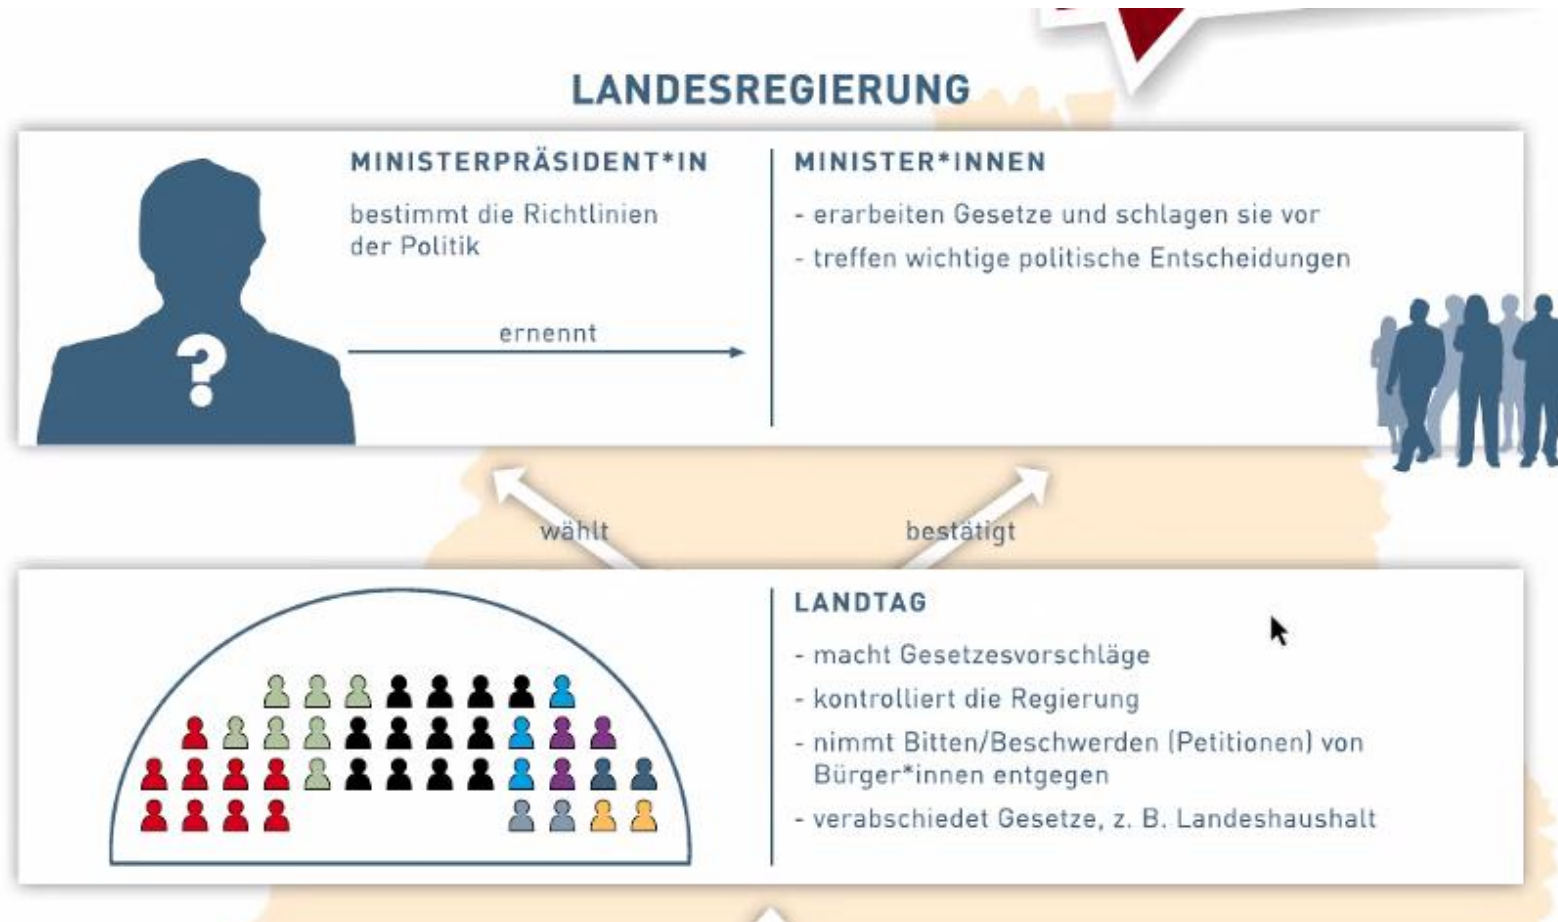 LANDESREGIERUNG
MINISTERPRÄSIDENT*IN
bestimmt die Richtlinien
der Politik
ernennt
?
MINISTER*INNEN
- erarbeiten Gesetze und schlagen sie vor
- treffen wichtige politische Entscheidungen
wählt
bestätigt
LANDTAG
- macht Gesetzesvorschläge
- kontrolliert die Regierung
- nimmt Bitten/Beschwerden (Petitionen) von
Bürger*innen entgegen
- verabschiedet Gesetze, z. B. Landeshaushalt